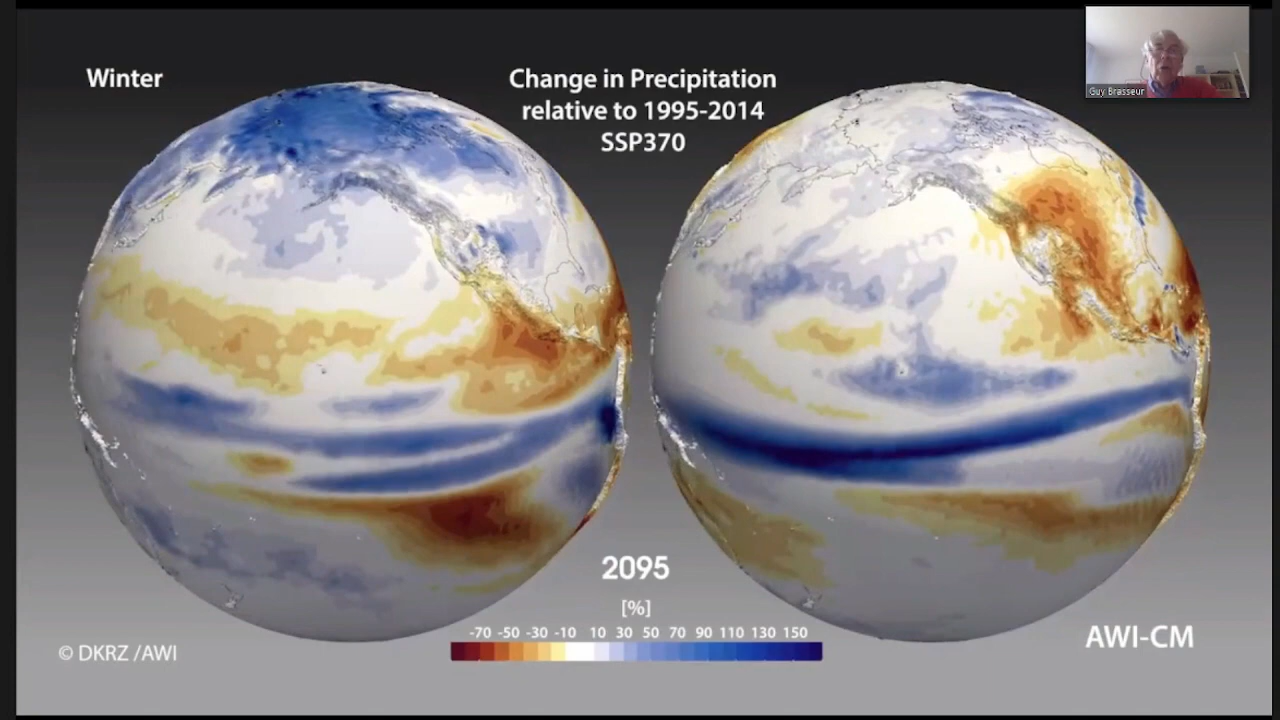 Winter
Change in Precipitation
relative to 1995-2014
SSP370
Guy Brasseur
2095
[%]
-70 -50 -30 -10 10 30 50 70 90 110 130 150
© DKRZ /AWI
AWI-CM